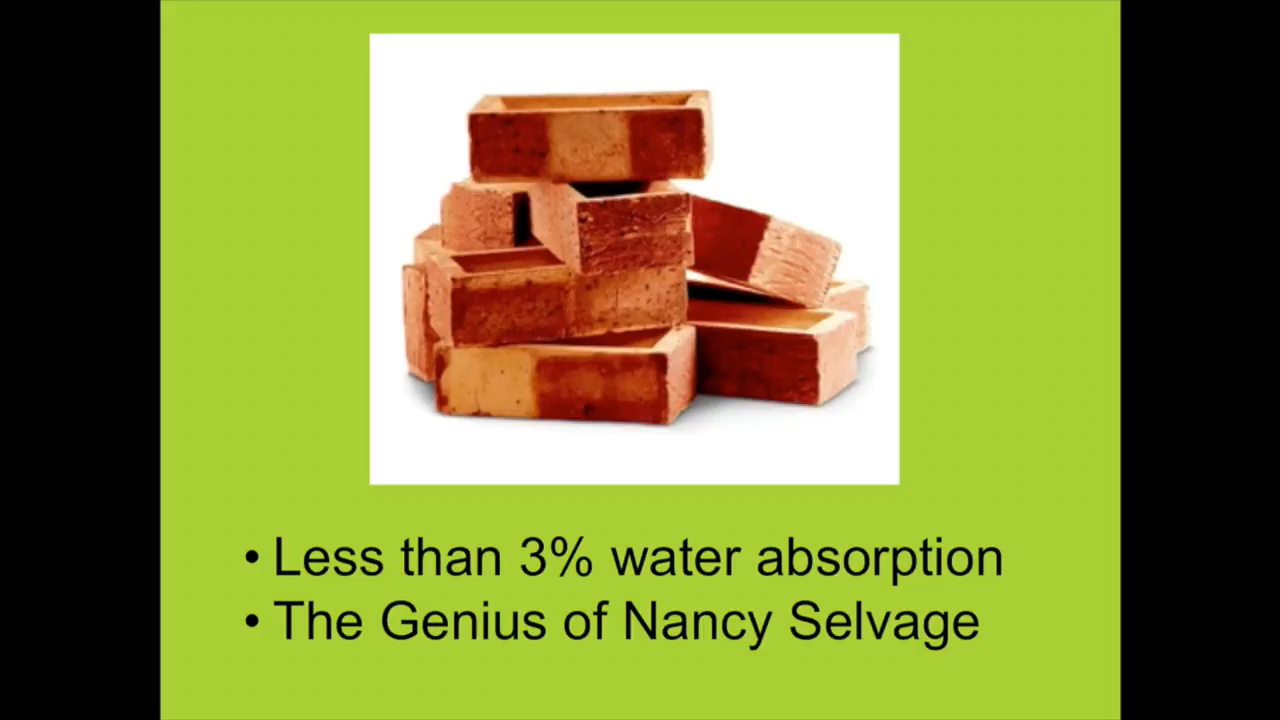 • Less than 3% water absorption
• The Genius of Nancy Selvage